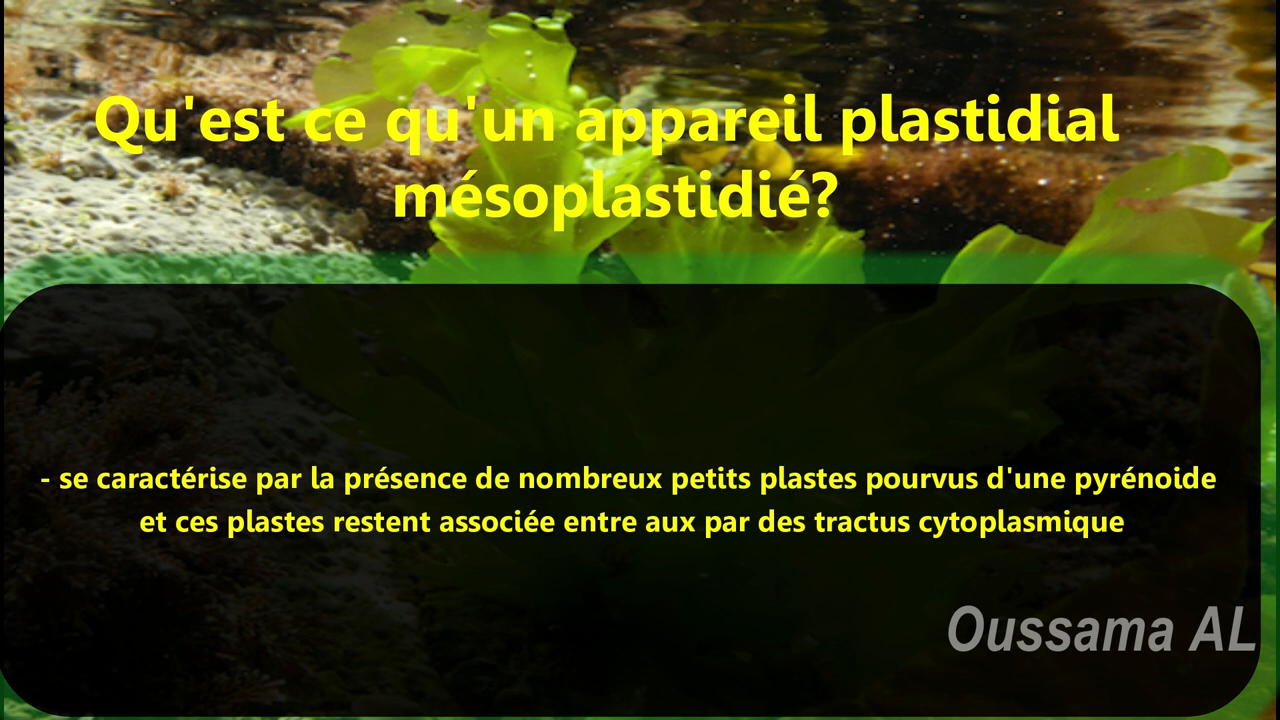 Qu'est ce qu'un appareil plastidial
mésoplastidié?
- se caractérise par la présence de nombreux petits plastes pourvus d'une pyrénoide
et ces plastes restent associée entre aux par des tractus cytoplasmique
Oussama AL